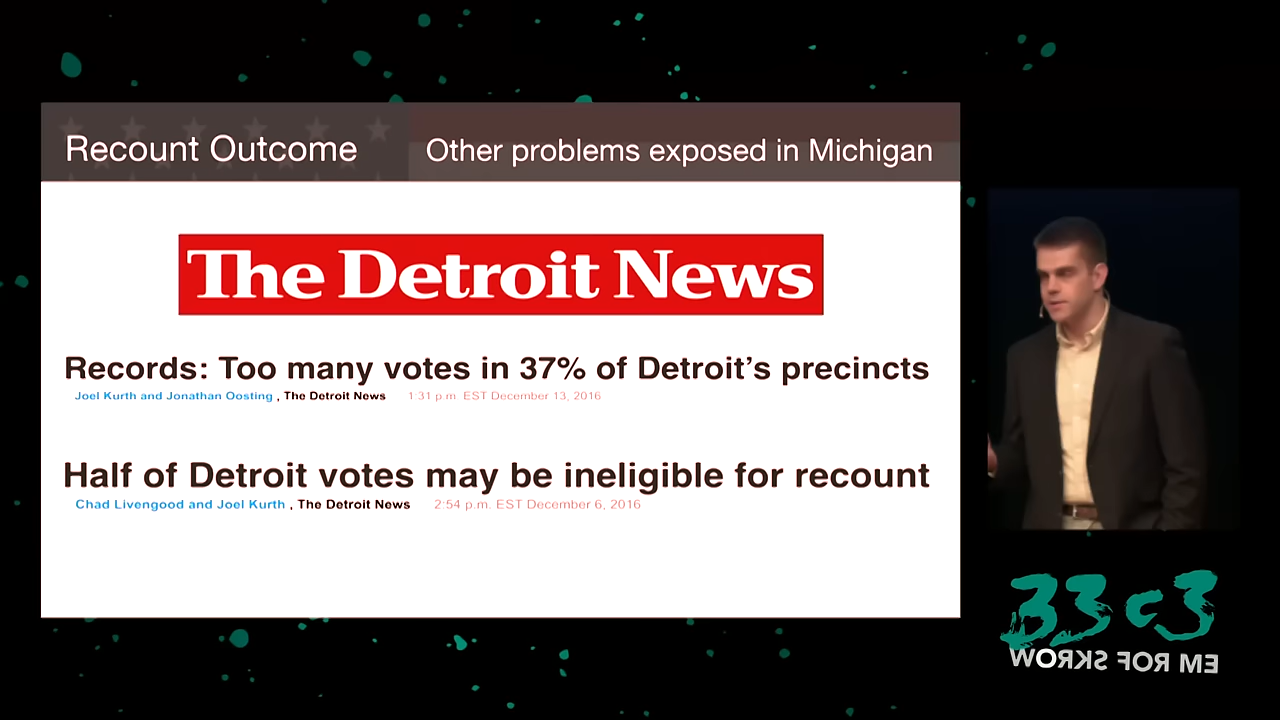 Recount Outcome
Other problems exposed in Michigan
The Detroit News
Records: Too many votes in 37% of Detroit's precincts
Joel Kurth and Jonathan Oosting , The Detroit News 1:31 p.m. EST December 13, 2016
Half of Detroit votes may be ineligible for recount
Chad Livengood and Joel Kurth , The Detroit News 2:54 p.m. EST December 6, 2016
33c3
WORKS FOR ME